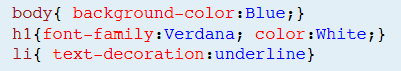 body{ background-color:Blue;}
h1{font-family:Verdana; color:White;}
li{ text-decoration:underline}